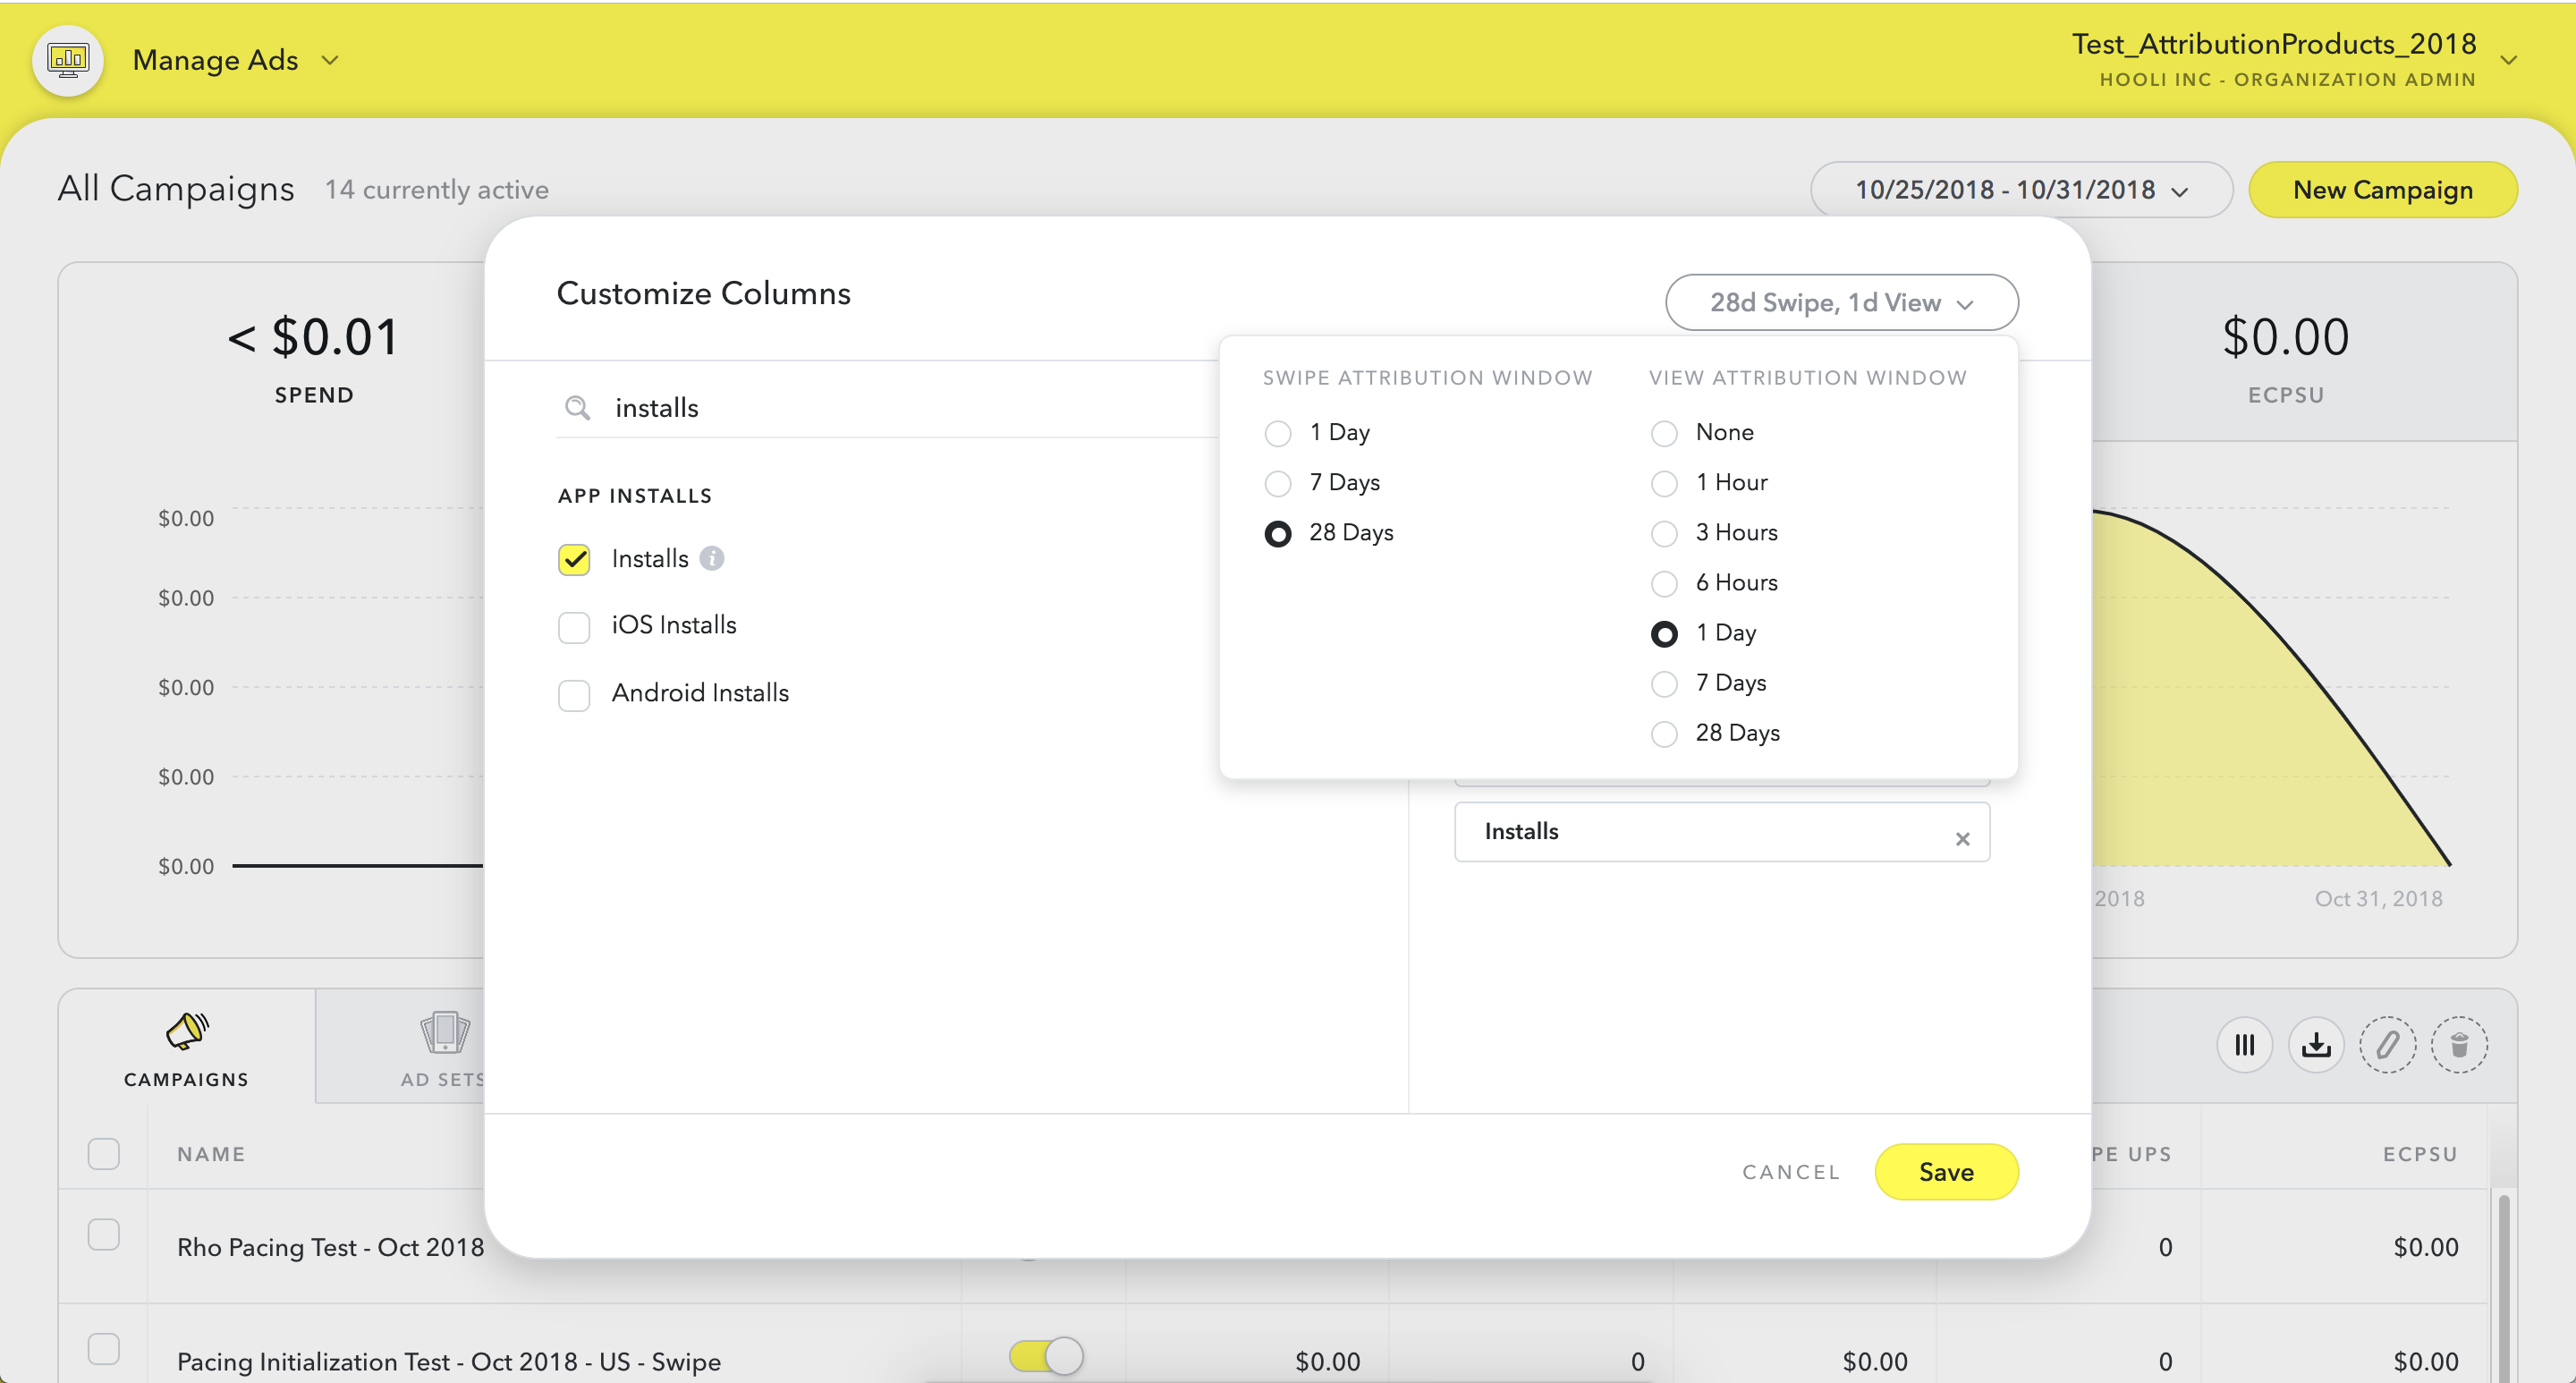 Manage Ads
Test_AttributionProducts_2018
HOOLI INC - ORGANIZATION ADMIN
All Campaigns 14 currently active
10/25/2018 - 10/31/2018
New Campaign
< $0.01
SPEND
$0.00
ECPSU
$0.00
$0.00
$0.00
$0.00
$0.00
2018
Oct 31, 2018
Customize Columns
28d Swipe, 1d View
installs
APP INSTALLS
Installs
iOS Installs
Android Installs
SWIPE ATTRIBUTION WINDOW
1 Day
7 Days
28 Days
VIEW ATTRIBUTION WINDOW
None
1 Hour
3 Hours
6 Hours
1 Day
7 Days
28 Days
Installs
CANCEL
Save
CAMPAIGNS
AD SETS
NAME
PE UPS
ECPSU
Rho Pacing Test - Oct 2018
0
$0.00
Pacing Initialization Test - Oct 2018 - US - Swipe
$0.00
0
$0.00
0
$0.00